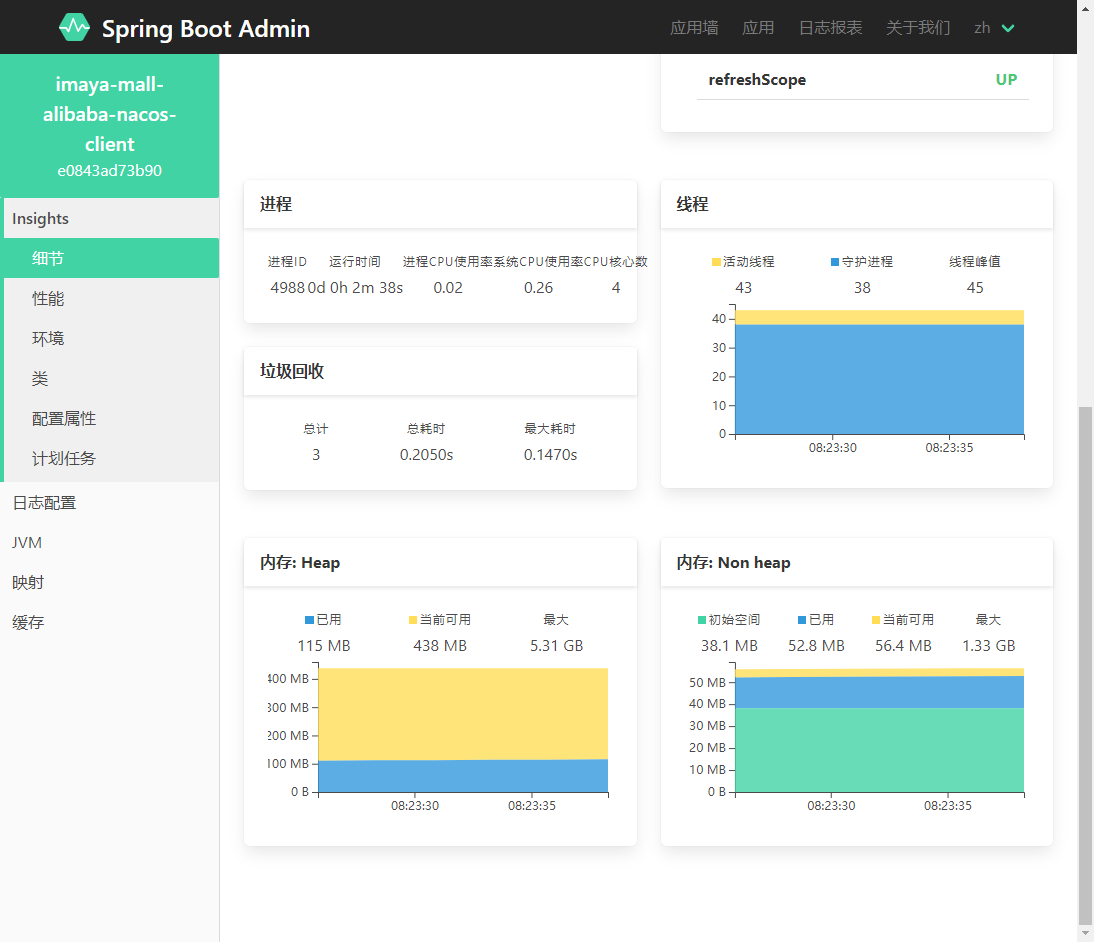 Spring Boot Admin
应用墙 应用 日志报表 关于我们 zh
imaya-mall-
alibaba-nacos-
client
e0843ad73b90
Insights
细节
性能
环境
类
配置属性
计划任务
日志配置
JVM
映射
缓存
refreshScope UP
进程
进程ID 运行时间 进程CPU使用率系统CPU使用率CPU核心数
4988 0d 0h 2m 38s 0.02 0.26 4
线程
活动线程 守护进程 线程峰值
43 38 45
40
30
20
10
0
08:23:30 08:23:35
垃圾回收
总计 总耗时 最大耗时
3 0.2050s 0.1470s
内存: Heap
已用 当前可用 最大
115 MB 438 MB 5.31 GB
400 MB
300 MB
200 MB
100 MB
0 B
08:23:30 08:23:35
内存: Non heap
初始空间 已用 当前可用 最大
38.1 MB 52.8 MB 56.4 MB 1.33 GB
50 MB
40 MB
30 MB
20 MB
10 MB
0 B
08:23:30 08:23:35